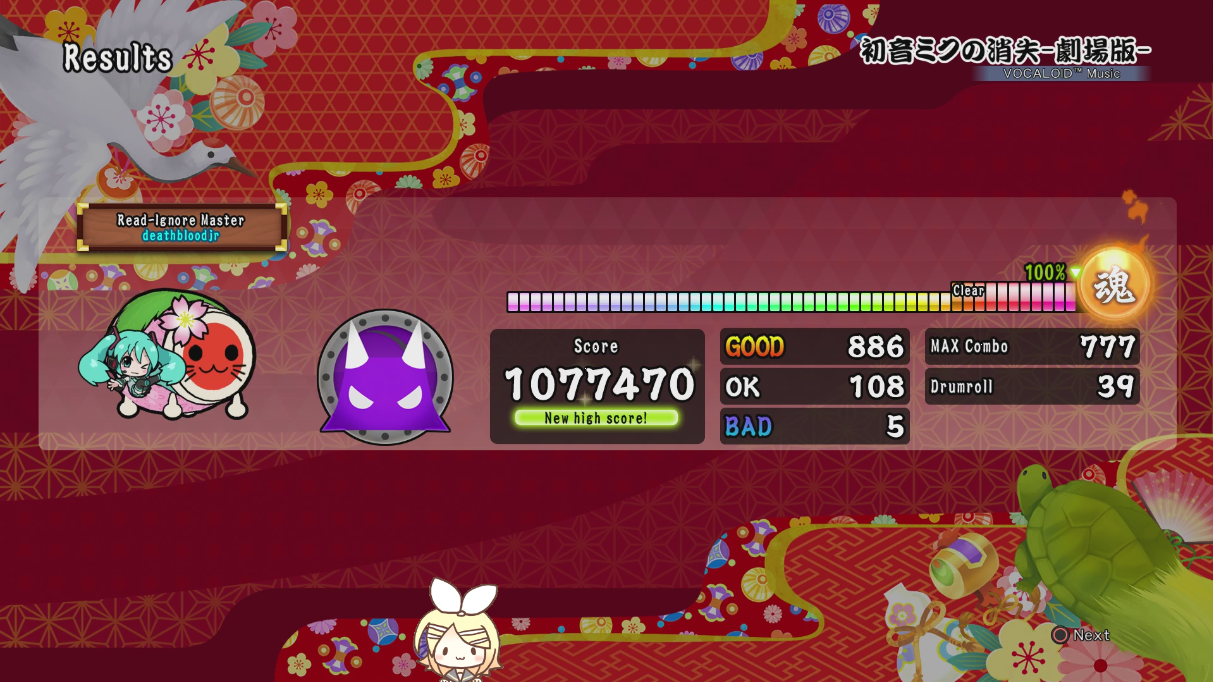 Results
初音ミクの消失-劇場版-
VOCALOID™ Music
Read-Ignore Master
deathbloodjr
100%
Clear
魂
Score
1077470
New high score!
GOOD 886
OK 108
BAD 5
MAX Combo 777
Drumroll 39
Next